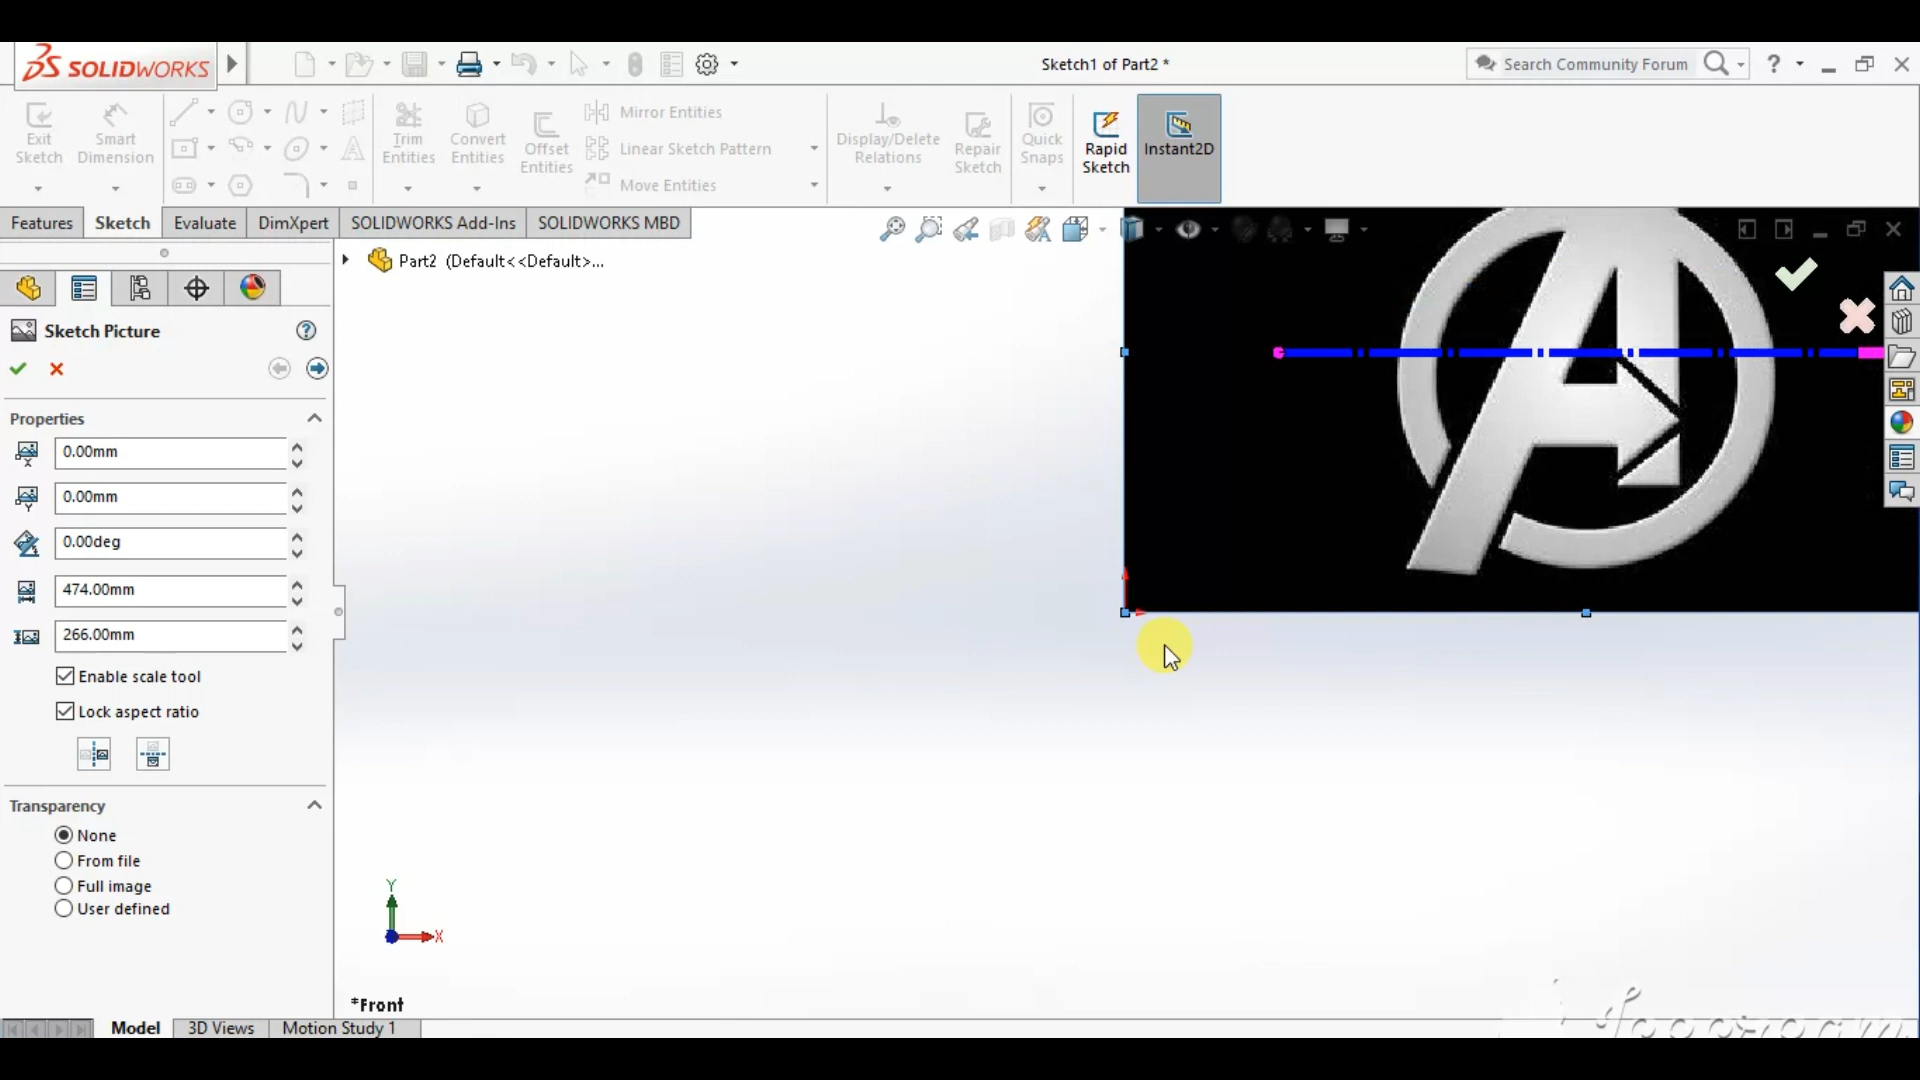 SOLIDWORKS
Sketch1 of Part2 *
Search Community Forum
?
Exit Sketch
Smart Dimension
Trim Entities
Convert Entities
Offset Entities
Mirror Entities
Linear Sketch Pattern
Move Entities
Display/Delete Relations
Repair Sketch
Quick Snaps
Rapid Sketch
Instant2D
Features
Sketch
Evaluate
DimXpert
SOLIDWORKS Add-Ins
SOLIDWORKS MBD
Part2 (Default<<Default>...
Sketch Picture
Properties
0.00mm
0.00mm
0.00deg
474.00mm
266.00mm
Enable scale tool
Lock aspect ratio
Transparency
None
From file
Full image
User defined
Y
X
*Front
Model
3D Views
Motion Study 1